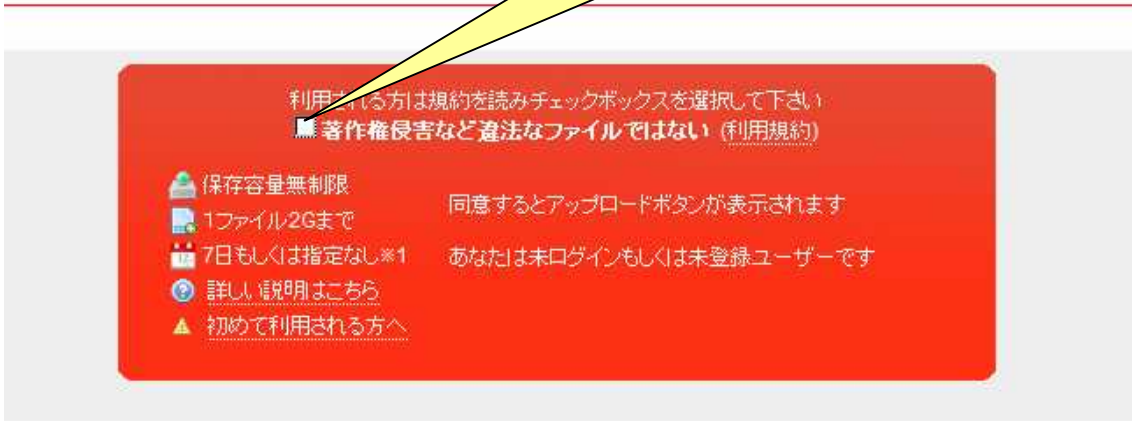 利用される方は規約を読みチェックボックスを選択して下さい
著作権侵害など違法なファイルではない (利用規約)
保存容量無制限
1ファイル2Gまで
7日もしくは指定なし※1
詳しい説明はこちら
初めて利用される方へ
同意するとアップロードボタンが表示されます
あなたは未ログインもしくは未登録ユーザーです